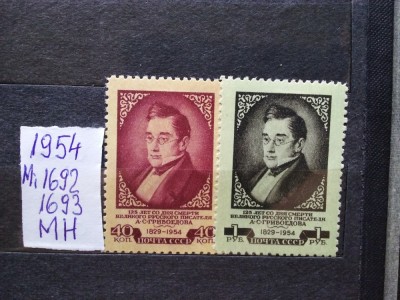 1954
Mi 1692
1693
MH
125 ЛЕТ СО ДНЯ СМЕРТИ
ВЕЛИКОГО РУССКОГО ПИСАТЕЛЯ
А·С·ГРИБОЕДОВА
1829–1954
40 КОП. ПОЧТА СССР 40 КОП.
125 ЛЕТ СО ДНЯ СМЕРТИ
ВЕЛИКОГО РУССКОГО ПИСАТЕЛЯ
А·С·ГРИБОЕДОВА
1829–1954
1 РУБ. ПОЧТА СССР 1 РУБ.